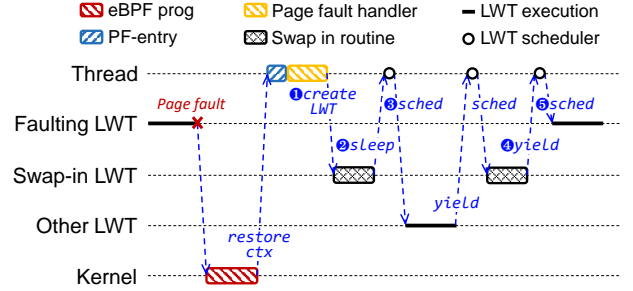 eBPF prog
Page fault handler
LWT execution
PF-entry
Swap in routine
LWT scheduler
Thread
❶create
LWT
❸sched
sched
❺sched
Page fault
Faulting LWT
❷sleep
❹yield
Swap-in LWT
yield
Other LWT
restore
ctx
Kernel